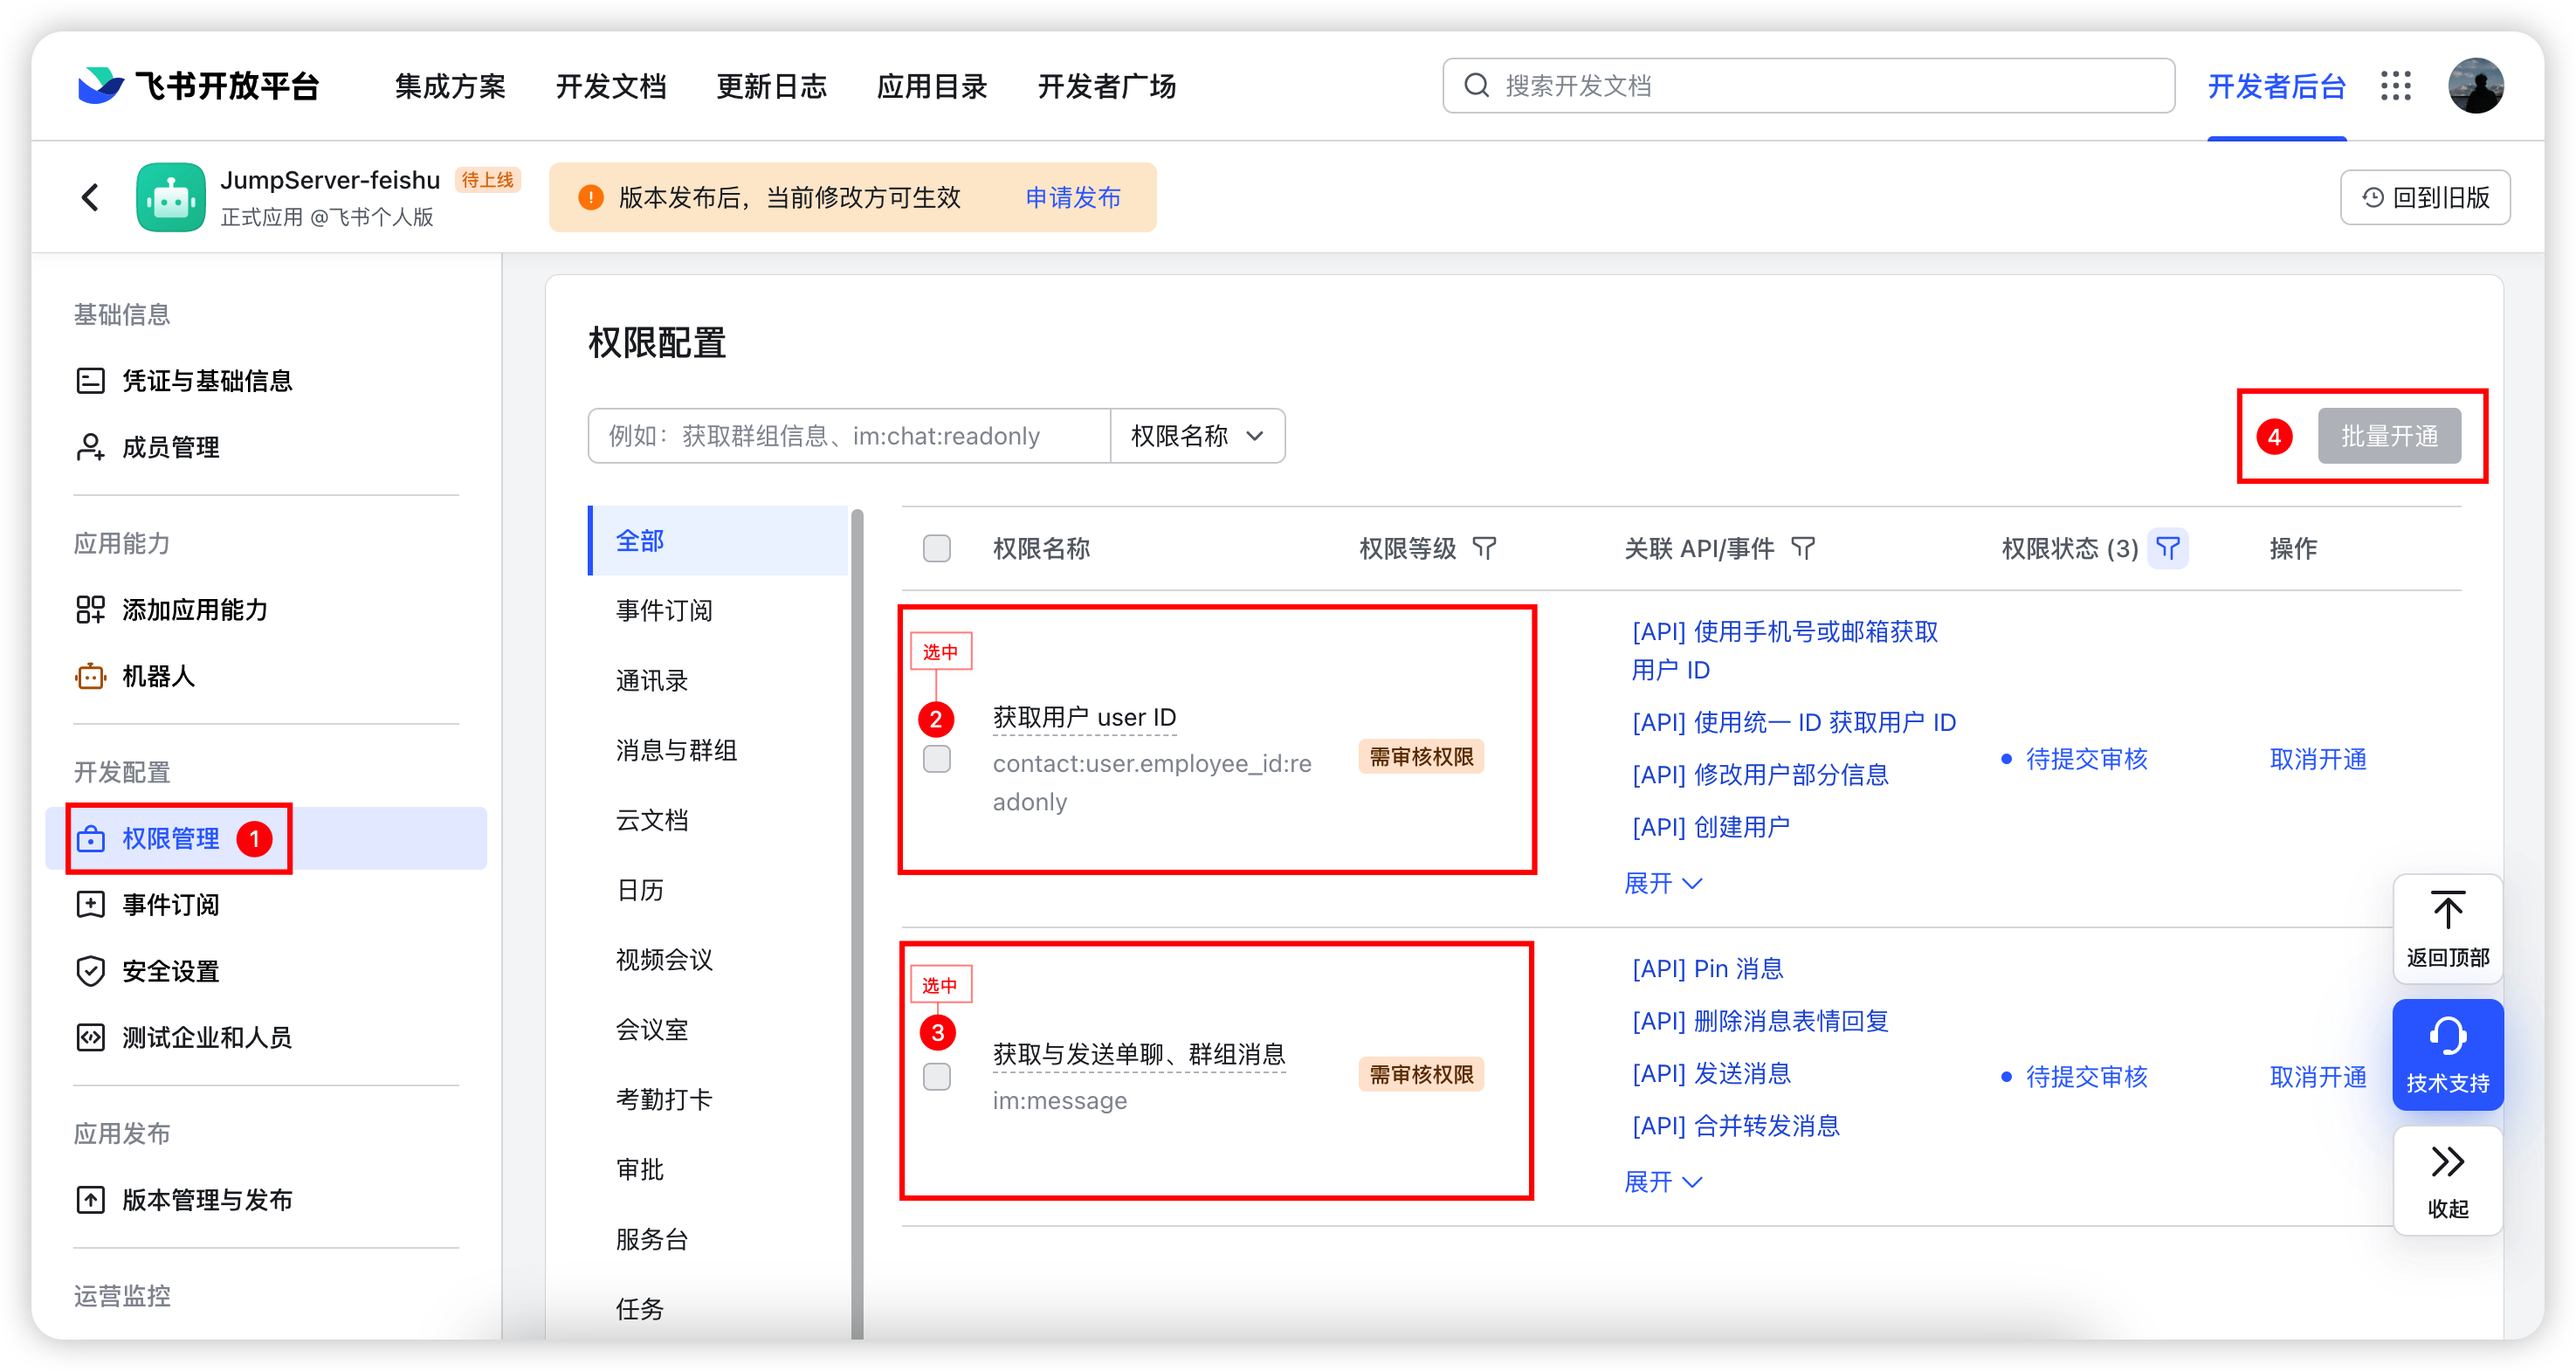 飞书开放平台
集成方案
开发文档
更新日志
应用目录
开发者广场
搜索开发文档
开发者后台
JumpServer-feishu 待上线
正式应用 @飞书个人版
版本发布后，当前修改方可生效 申请发布
回到旧版
基础信息
凭证与基础信息
成员管理
应用能力
添加应用能力
机器人
开发配置
权限管理 1
事件订阅
安全设置
测试企业和人员
应用发布
版本管理与发布
运营监控
权限配置
例如：获取群组信息、im:chat:readonly
权限名称
4 批量开通
全部
事件订阅
通讯录
消息与群组
云文档
日历
视频会议
会议室
考勤打卡
审批
服务台
任务
权限名称
权限等级
关联 API/事件
权限状态 (3)
操作
选中
2
获取用户 user ID
contact:user.employee_id:re
adonly
需审核权限
[API] 使用手机号或邮箱获取
用户 ID
[API] 使用统一 ID 获取用户 ID
[API] 修改用户部分信息
[API] 创建用户
展开
待提交审核
取消开通
选中
3
获取与发送单聊、群组消息
im:message
需审核权限
[API] Pin 消息
[API] 删除消息表情回复
[API] 发送消息
[API] 合并转发消息
展开
待提交审核
取消开通
返回顶部
技术支持
收起